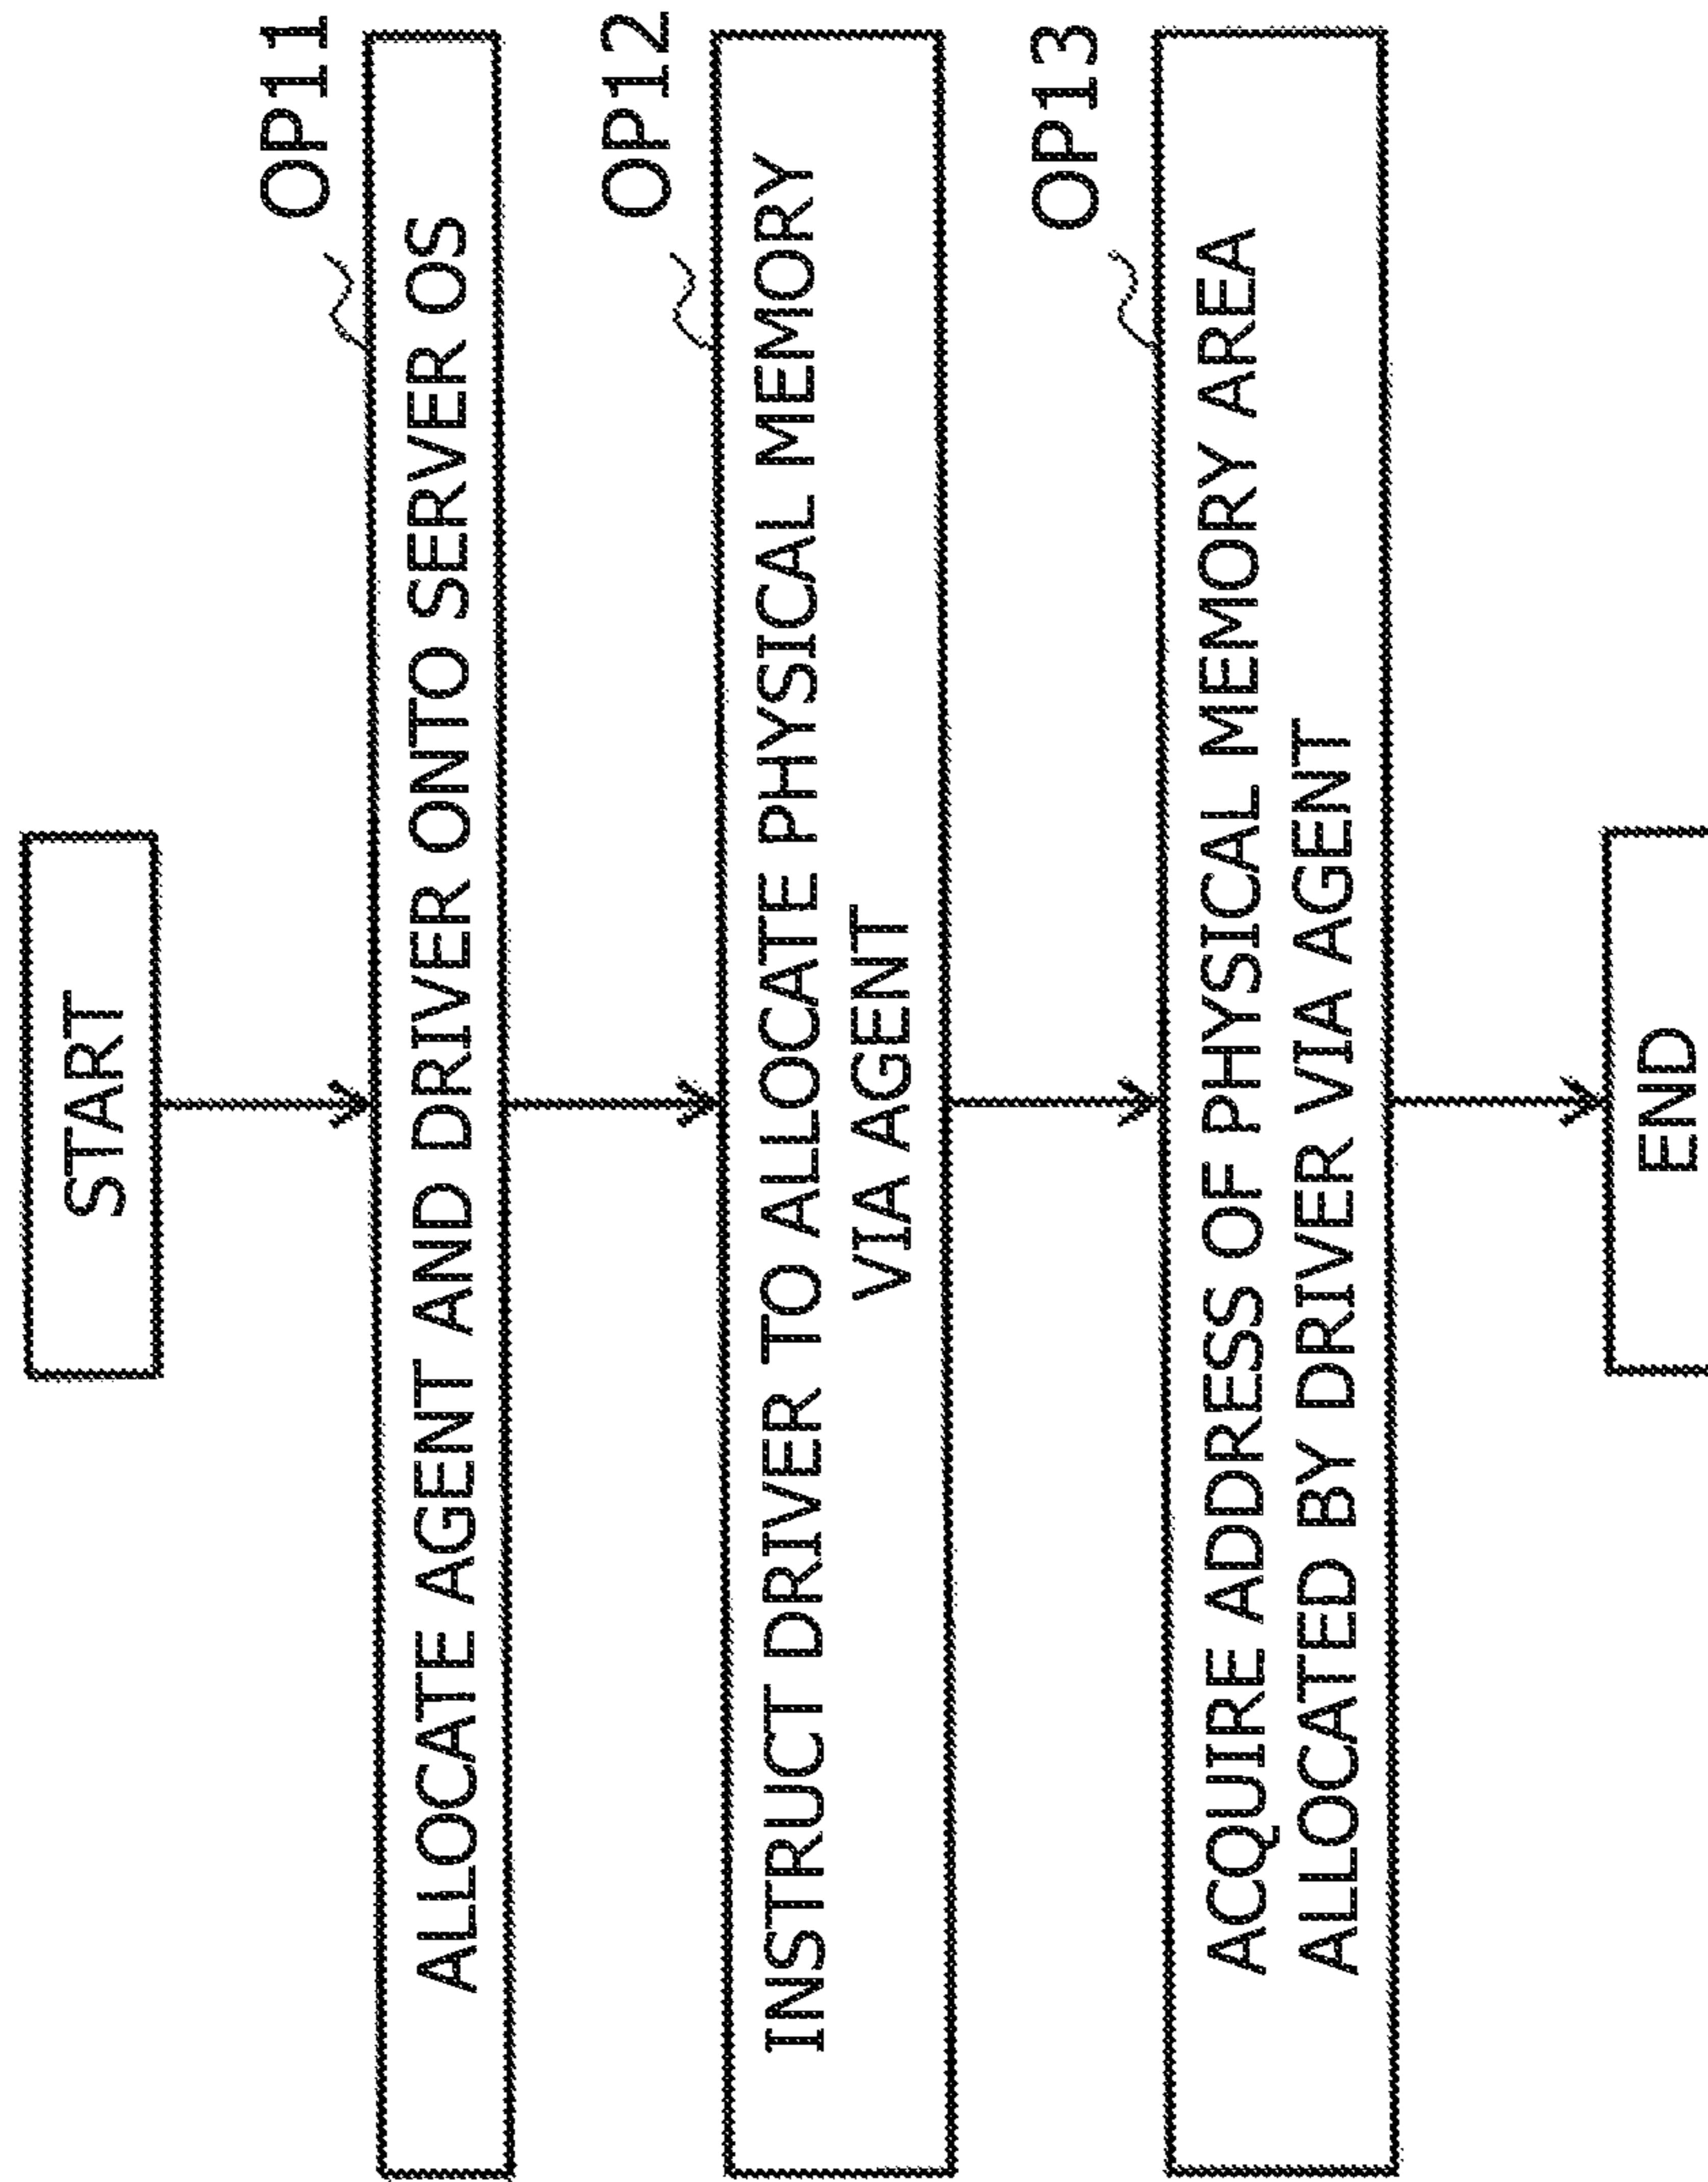 START
OP11
ALLOCATE AGENT AND DRIVER ONTO SERVER OS
OP12
INSTRUCT DRIVER TO ALLOCATE PHYSICAL MEMORY
VIA AGENT
OP13
ACQUIRE ADDRESS OF PHYSICAL MEMORY AREA
ALLOCATED BY DRIVER VIA AGENT
END